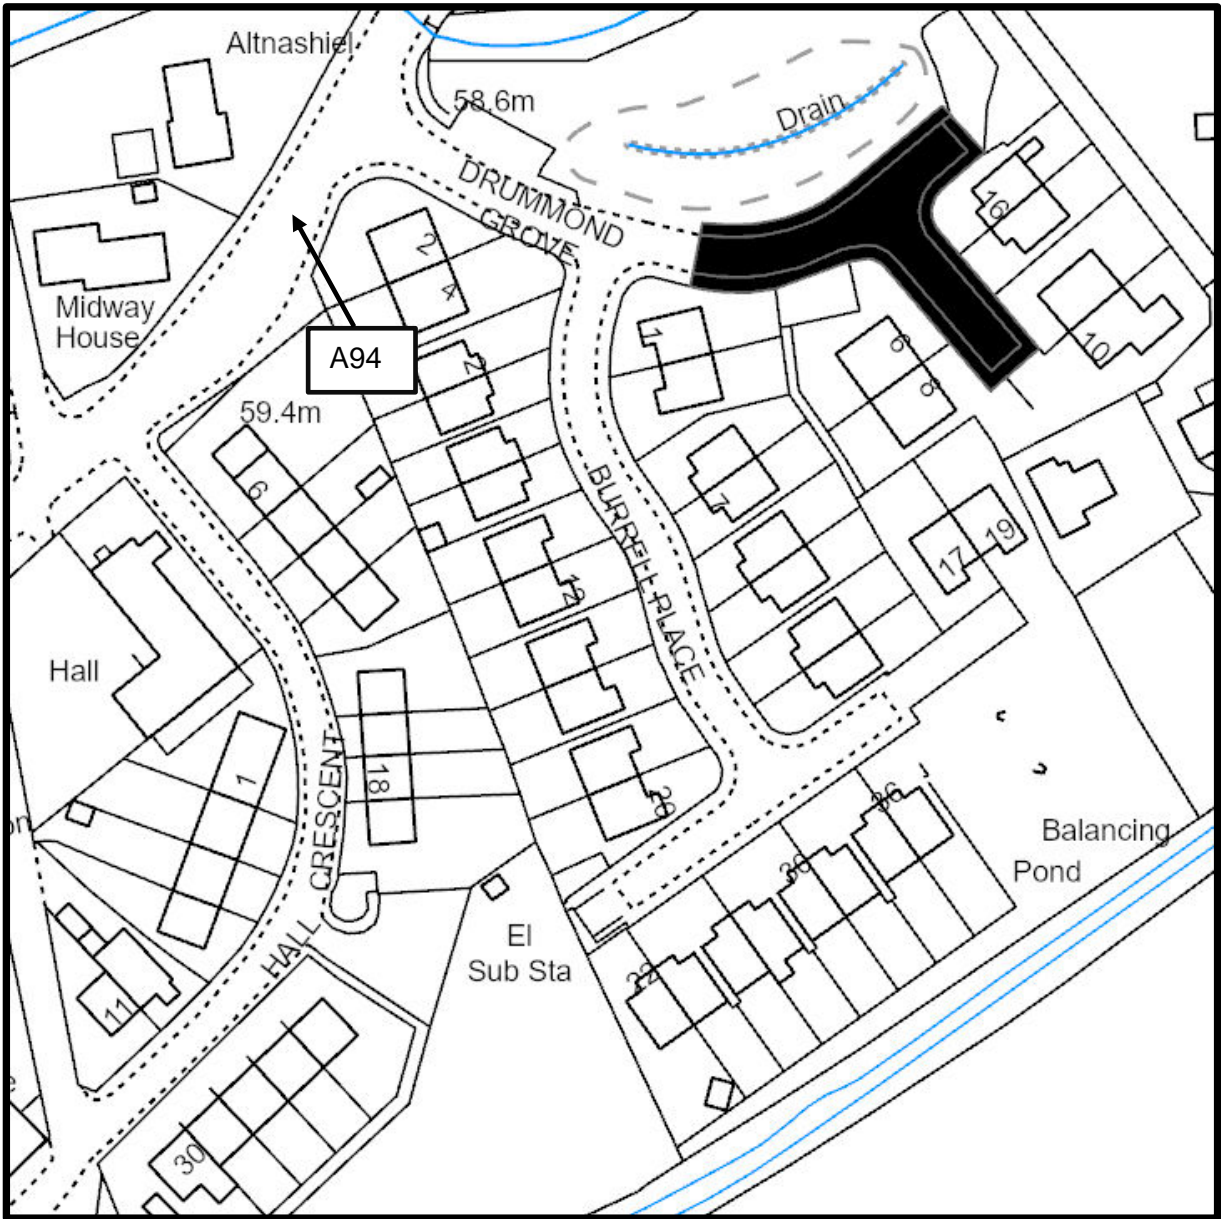 Altnashiel
58.6m
Drain
DRUMMOND
GROVE
2
4
16
Midway
House
A94
1
2
6
8
10
59.4m
6
7
BURRELL PLACE
12
17
19
Hall
18
1
20
CRESCENT
36
Balancing
Pond
30
El
Sub Sta
22
HALL
11
30